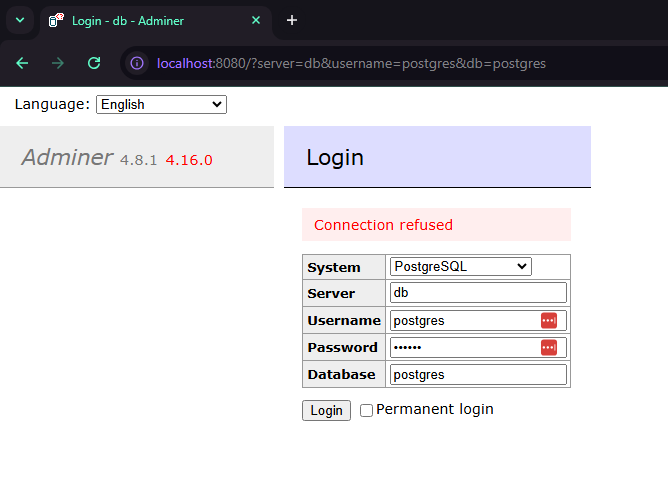 Login - db - Adminer
localhost:8080/?server=db&username=postgres&db=postgres
Language: English
Adminer 4.8.1 4.16.0
Login
Connection refused
System PostgreSQL
Server db
Username postgres
Password ••••••
Database postgres
Login Permanent login